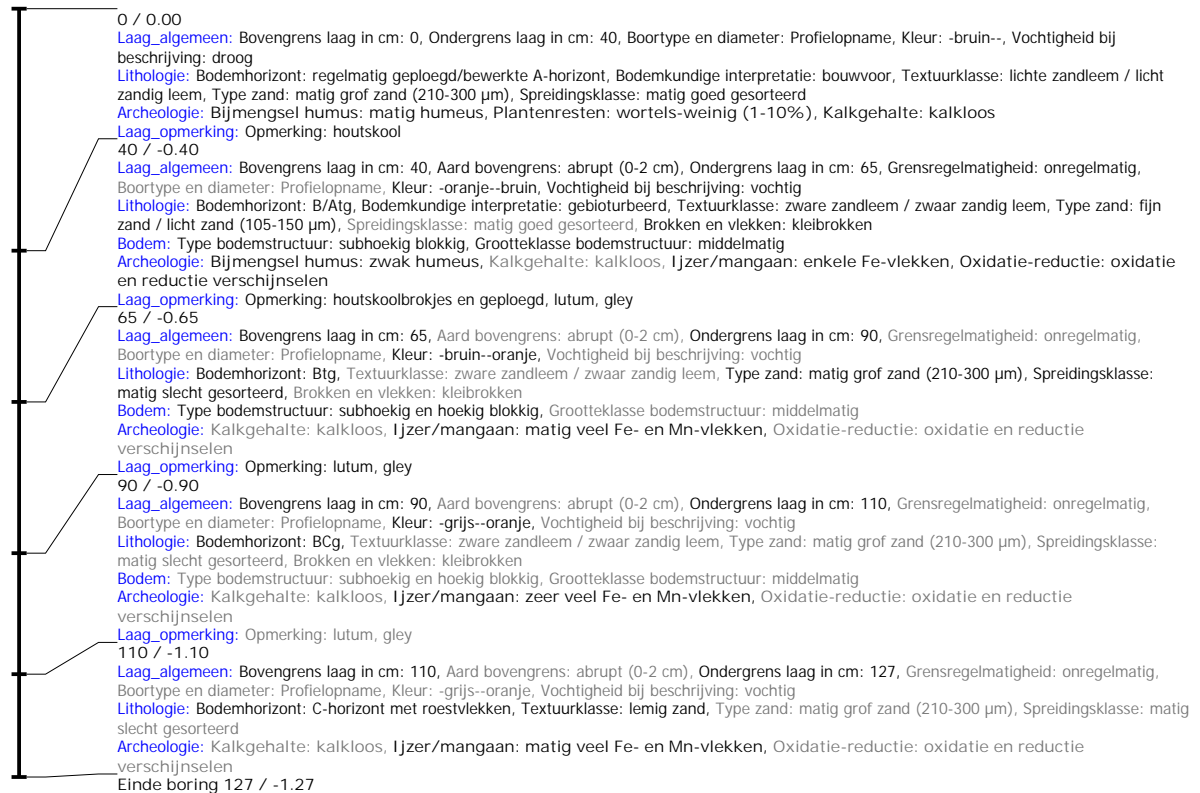 0 / 0.00
Laag_algemeen: Bovengrens laag in cm: 0, Ondergrens laag in cm: 40, Boortype en diameter: Profielopname, Kleur: -bruin--, Vochtigheid bij
beschrijving: droog
Lithologie: Bodemhorizont: regelmatig geploegd/bewerkte A-horizont, Bodemkundige interpretatie: bouwvoor, Textuurklasse: lichte zandleem / licht
zandig leem, Type zand: matig grof zand (210-300 µm), Spreidingsklasse: matig goed gesorteerd
Archeologie: Bijmengsel humus: matig humeus, Plantenresten: wortels-weinig (1-10%), Kalkgehalte: kalkloos
Laag_opmerking: Opmerking: houtskool
40 / -0.40
Laag_algemeen: Bovengrens laag in cm: 40, Aard bovengrens: abrupt (0-2 cm), Ondergrens laag in cm: 65, Grensregelmatigheid: onregelmatig,
Boortype en diameter: Profielopname, Kleur: -oranje--bruin, Vochtigheid bij beschrijving: vochtig
Lithologie: Bodemhorizont: B/Atg, Bodemkundige interpretatie: gebioturbeerd, Textuurklasse: zware zandleem / zwaar zandig leem, Type zand: fijn
zand / licht zand (105-150 µm), Spreidingsklasse: matig goed gesorteerd, Brokken en vlekken: kleibrokken
Bodem: Type bodemstructuur: subhoekig blokkig, Grootteklasse bodemstructuur: middelmatig
Archeologie: Bijmengsel humus: zwak humeus, Kalkgehalte: kalkloos, Ijzer/mangaan: enkele Fe-vlekken, Oxidatie-reductie: oxidatie
en reductie verschijnselen
Laag_opmerking: Opmerking: houtskoolbrokjes en geploegd, lutum, gley
65 / -0.65
Laag_algemeen: Bovengrens laag in cm: 65, Aard bovengrens: abrupt (0-2 cm), Ondergrens laag in cm: 90, Grensregelmatigheid: onregelmatig,
Boortype en diameter: Profielopname, Kleur: -bruin--oranje, Vochtigheid bij beschrijving: vochtig
Lithologie: Bodemhorizont: Btg, Textuurklasse: zware zandleem / zwaar zandig leem, Type zand: matig grof zand (210-300 µm), Spreidingsklasse:
matig slecht gesorteerd, Brokken en vlekken: kleibrokken
Bodem: Type bodemstructuur: subhoekig en hoekig blokkig, Grootteklasse bodemstructuur: middelmatig
Archeologie: Kalkgehalte: kalkloos, Ijzer/mangaan: matig veel Fe- en Mn-vlekken, Oxidatie-reductie: oxidatie en reductie
verschijnselen
Laag_opmerking: Opmerking: lutum, gley
90 / -0.90
Laag_algemeen: Bovengrens laag in cm: 90, Aard bovengrens: abrupt (0-2 cm), Ondergrens laag in cm: 110, Grensregelmatigheid: onregelmatig,
Boortype en diameter: Profielopname, Kleur: -grijs--oranje, Vochtigheid bij beschrijving: vochtig
Lithologie: Bodemhorizont: BCg, Textuurklasse: zware zandleem / zwaar zandig leem, Type zand: matig grof zand (210-300 µm), Spreidingsklasse:
matig slecht gesorteerd, Brokken en vlekken: kleibrokken
Bodem: Type bodemstructuur: subhoekig en hoekig blokkig, Grootteklasse bodemstructuur: middelmatig
Archeologie: Kalkgehalte: kalkloos, Ijzer/mangaan: zeer veel Fe- en Mn-vlekken, Oxidatie-reductie: oxidatie en reductie
verschijnselen
Laag_opmerking: Opmerking: lutum, gley
110 / -1.10
Laag_algemeen: Bovengrens laag in cm: 110, Aard bovengrens: abrupt (0-2 cm), Ondergrens laag in cm: 127, Grensregelmatigheid: onregelmatig,
Boortype en diameter: Profielopname, Kleur: -grijs--oranje, Vochtigheid bij beschrijving: vochtig
Lithologie: Bodemhorizont: C-horizont met roestvlekken, Textuurklasse: lemig zand, Type zand: matig grof zand (210-300 µm), Spreidingsklasse: matig
slecht gesorteerd
Archeologie: Kalkgehalte: kalkloos, Ijzer/mangaan: matig veel Fe- en Mn-vlekken, Oxidatie-reductie: oxidatie en reductie
verschijnselen
Einde boring 127 / -1.27